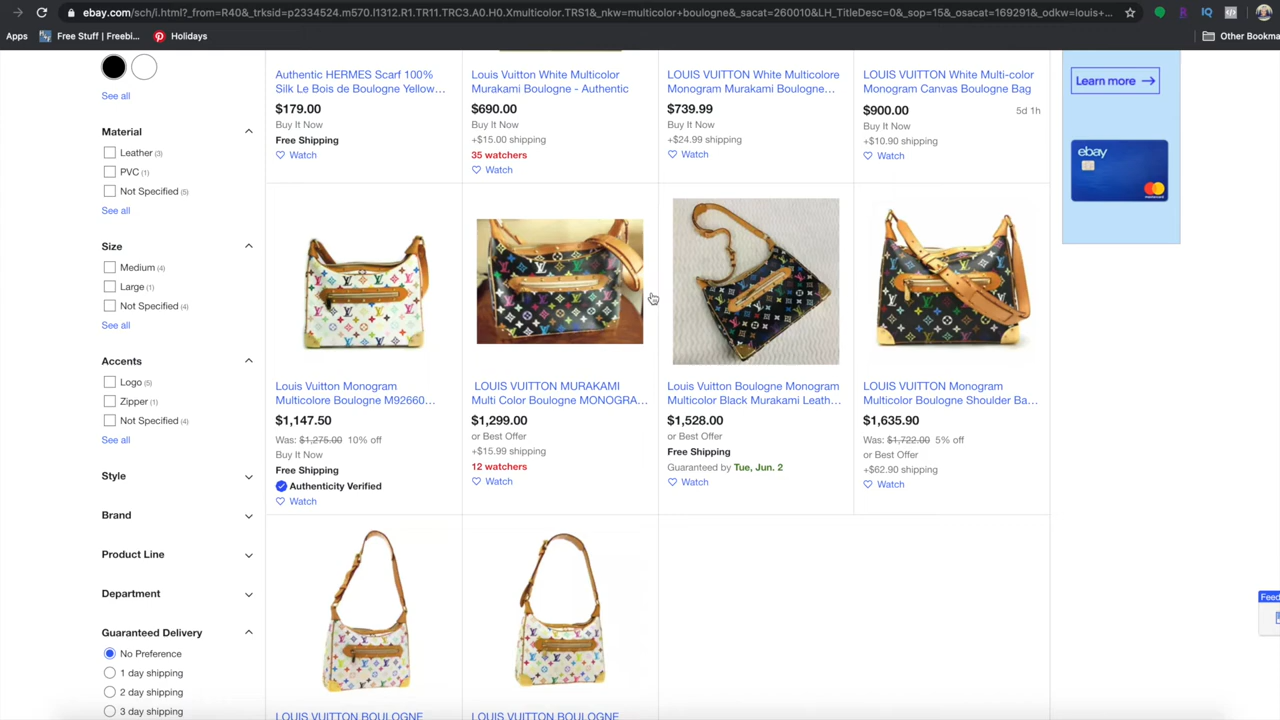 ebay.com/sch/i.html?_from=R40&_trksid=p2334524.m570.l1312.R1.TR11.TRC3.A0.H0.Xmulticolor.TRS1&_nkw=multicolor+boulogne&_sacat=260010&LH_TitleDesc=0&_sop=15&_osacat=169291&_odkw=louis+...
Apps
Free Stuff | Freebi...
Holidays
Other Bookma
See all
Material
Leather (3)
PVC (1)
Not Specified (5)
See all
Size
Medium (4)
Large (1)
Not Specified (4)
See all
Accents
Logo (5)
Zipper (1)
Not Specified (4)
See all
Style
Brand
Product Line
Department
Guaranteed Delivery
No Preference
1 day shipping
2 day shipping
3 day shipping
Authentic HERMES Scarf 100%
Silk Le Bois de Boulogne Yellow...
$179.00
Buy It Now
Free Shipping
Watch
Louis Vuitton White Multicolor
Murakami Boulogne - Authentic
$690.00
Buy It Now
+$15.00 shipping
35 watchers
Watch
LOUIS VUITTON White Multicolore
Monogram Murakami Boulogne...
$739.99
Buy It Now
+$24.99 shipping
Watch
LOUIS VUITTON White Multi-color
Monogram Canvas Boulogne Bag
$900.00
5d 1h
Buy It Now
+$10.90 shipping
Watch
Learn more
ebay
Louis Vuitton Monogram
Multicolore Boulogne M92660...
$1,147.50
Was: $1,275.00 10% off
Buy It Now
Free Shipping
Authenticity Verified
Watch
LOUIS VUITTON MURAKAMI
Multi Color Boulogne MONOGRA...
$1,299.00
or Best Offer
+$15.99 shipping
12 watchers
Watch
Louis Vuitton Boulogne Monogram
Multicolor Black Murakami Leath...
$1,528.00
or Best Offer
Free Shipping
Guaranteed by Tue, Jun. 2
Watch
LOUIS VUITTON Monogram
Multicolor Boulogne Shoulder Ba...
$1,635.90
Was: $1,722.00 5% off
or Best Offer
+$62.90 shipping
Watch
LOUIS VUITTON BOULOGNE
LOUIS VUITTON BOULOGNE
Feed